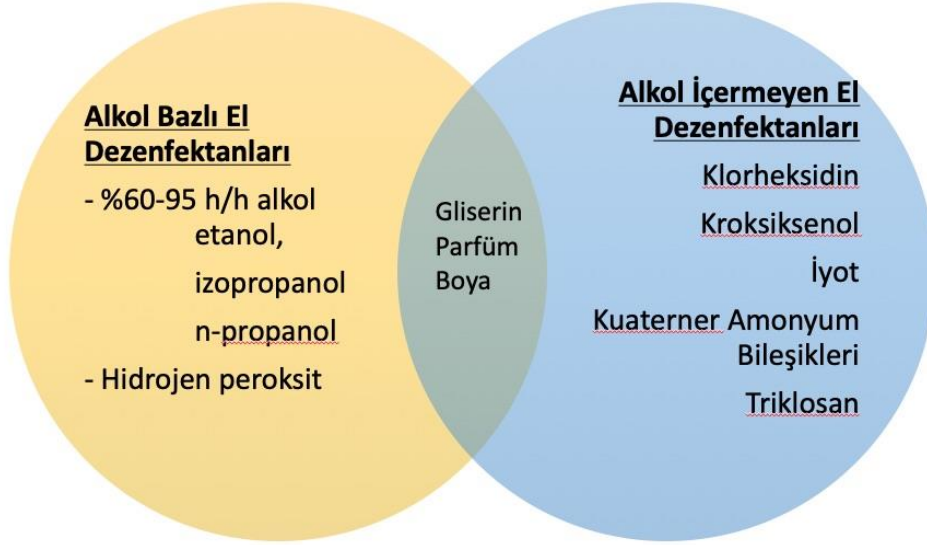 Alkol Bazlı El
Dezenfektanları
- %60-95 h/h alkol
etanol,
izopropanol
n-propanol
- Hidrojen peroksit
Gliserin
Parfüm
Boya
Alkol İçermeyen El
Dezenfektanları
Klorheksidin
Kroksiksenol
İyot
Kuaterner Amonyum
Bileşikleri
Triklosan